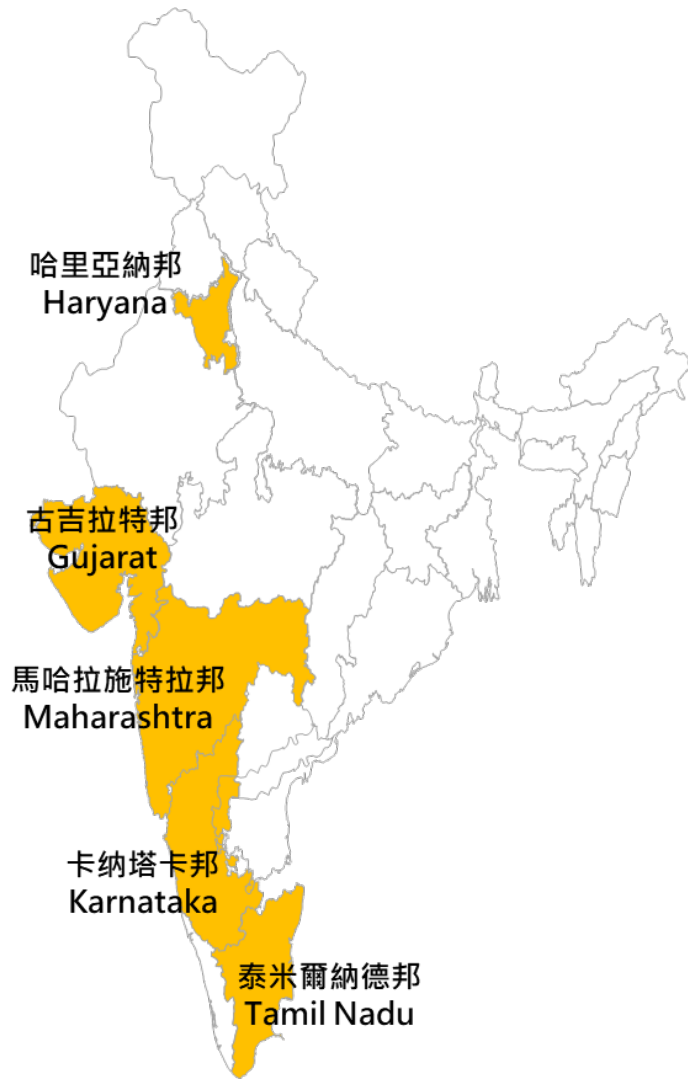 哈里亞納邦
Haryana
古吉拉特邦
Gujarat
馬哈拉施特拉邦
Maharashtra
卡纳塔卡邦
Karnataka
泰米爾納德邦
Tamil Nadu